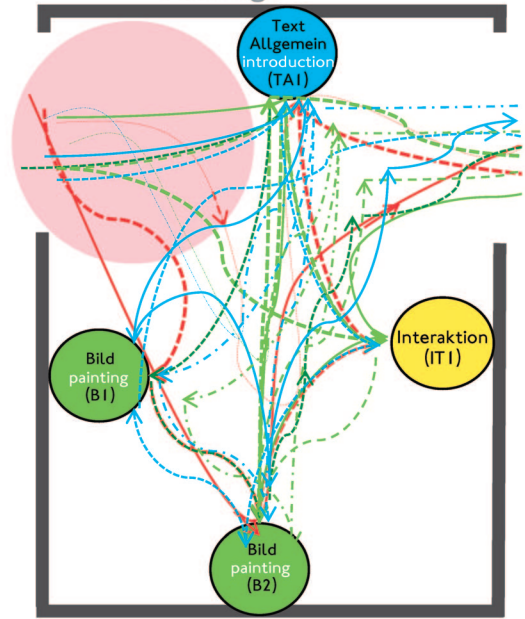 Text
Allgemein
introduction
(TA1)
Interaktion
(IT1)
Bild
painting
(B1)
Bild
painting
(B2)